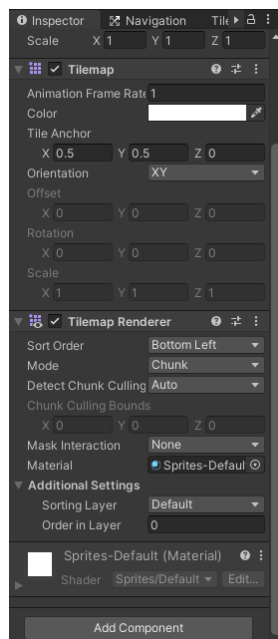 Inspector Navigation Tile
Scale X 1 Y 1 Z 1
Tilemap
Animation Frame Rate 1
Color
Tile Anchor
X 0.5 Y 0.5 Z 0
Orientation XY
Offset
X 0 Y 0 Z 0
Rotation
X 0 Y 0 Z 0
Scale
X 1 Y 1 Z 1
Tilemap Renderer
Sort Order Bottom Left
Mode Chunk
Detect Chunk Culling Auto
Chunk Culling Bounds
X 0 Y 0 Z 0
Mask Interaction None
Material Sprites-Defaul
Additional Settings
Sorting Layer Default
Order in Layer 0
Sprites-Default (Material)
Shader Sprites/Default Edit...
Add Component